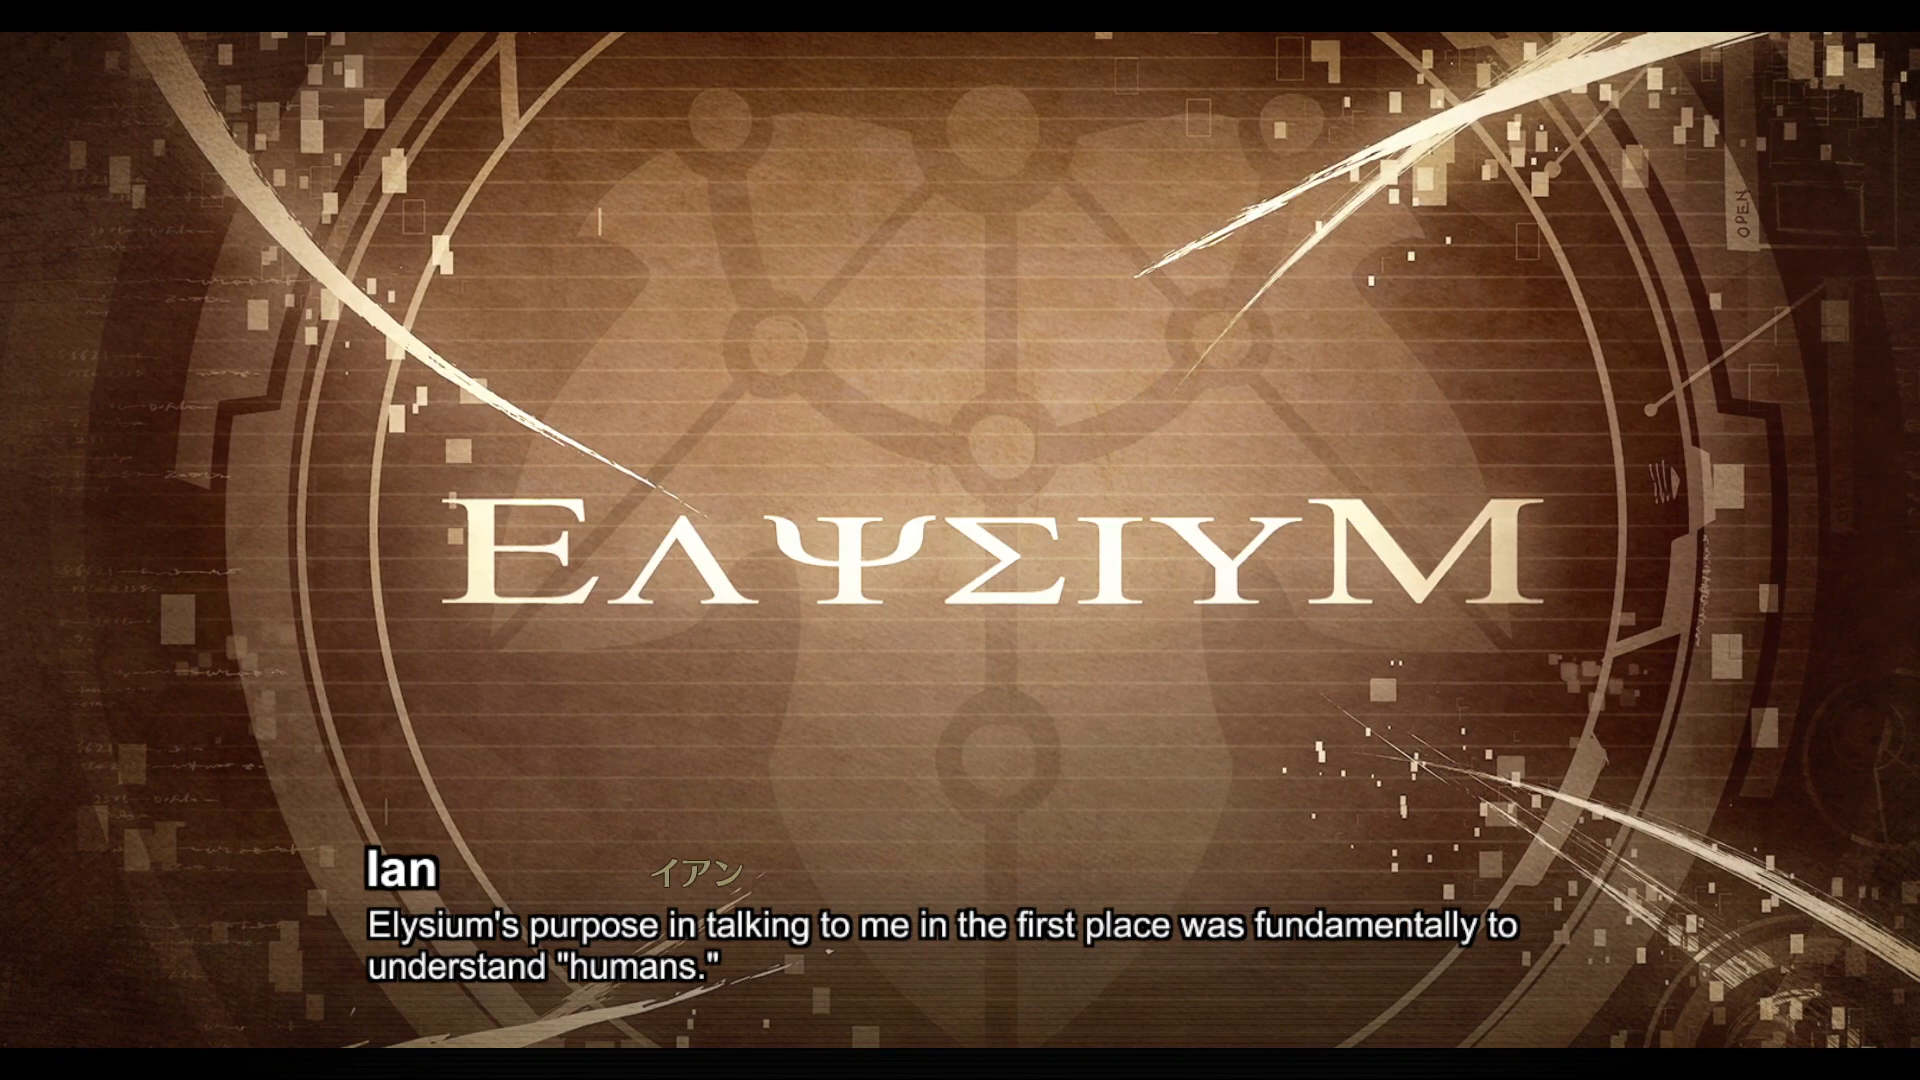 OPEN
ΕΛΨΣΙΥΜ
Ian イアン
Elysium's purpose in talking to me in the first place was fundamentally to
understand "humans."